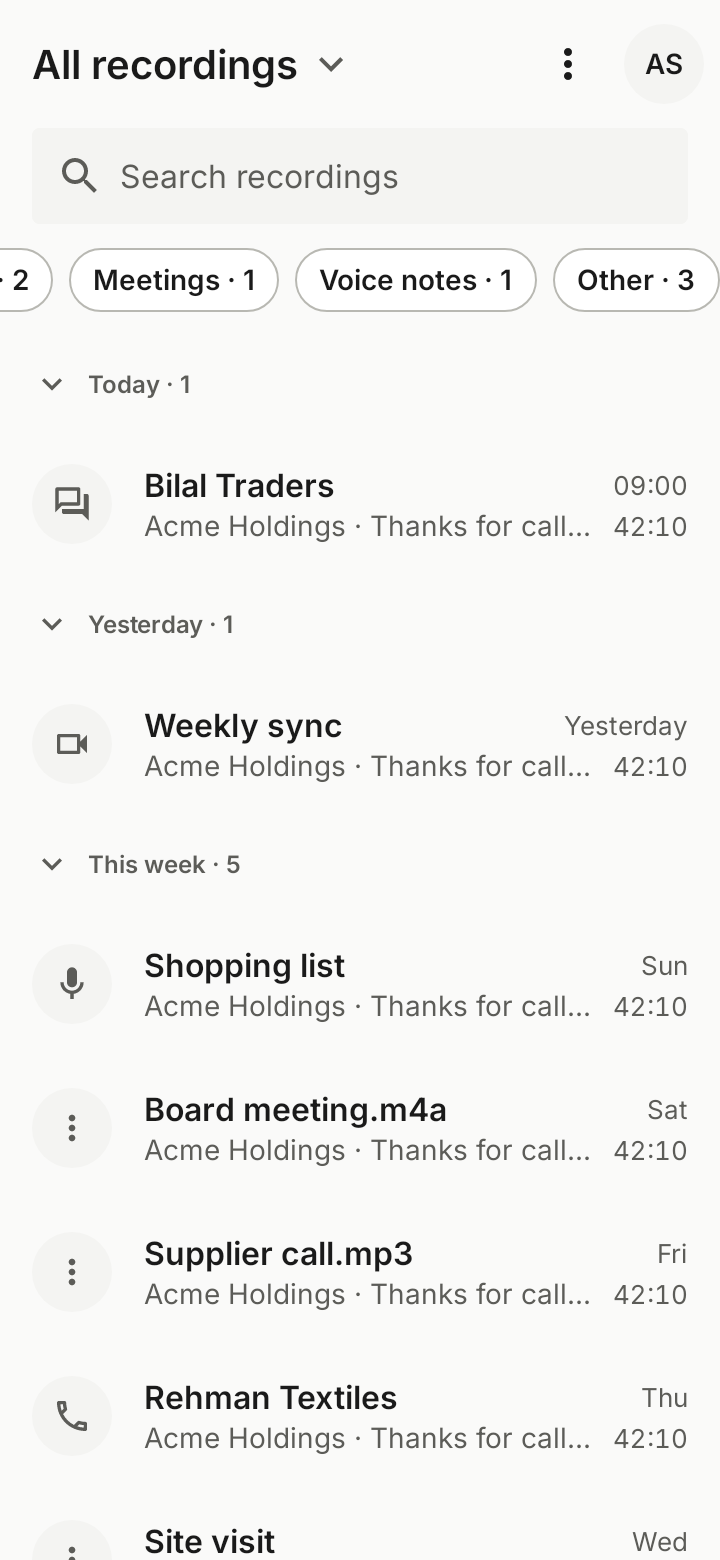 All recordings
AS
Search recordings
· 2
Meetings · 1
Voice notes · 1
Other · 3
Today · 1
Bilal Traders 09:00
Acme Holdings · Thanks for call... 42:10
Yesterday · 1
Weekly sync Yesterday
Acme Holdings · Thanks for call... 42:10
This week · 5
Shopping list Sun
Acme Holdings · Thanks for call... 42:10
Board meeting.m4a Sat
Acme Holdings · Thanks for call... 42:10
Supplier call.mp3 Fri
Acme Holdings · Thanks for call... 42:10
Rehman Textiles Thu
Acme Holdings · Thanks for call... 42:10
Site visit Wed